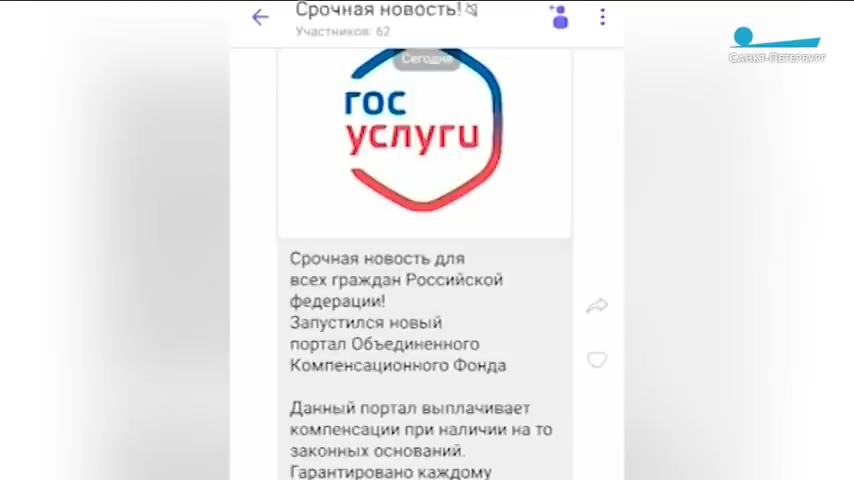 Срочная новость!
Участников: 62
САНКТ-ПЕТЕРБУРГ
Сегодня
гос
услуги
Срочная новость для
всех граждан Российской
федерации!
Запустился новый
портал Объединенного
Компенсационного Фонда
Данный портал выплачивает
компенсации при наличии на то
законных оснований.
Гарантировано каждому